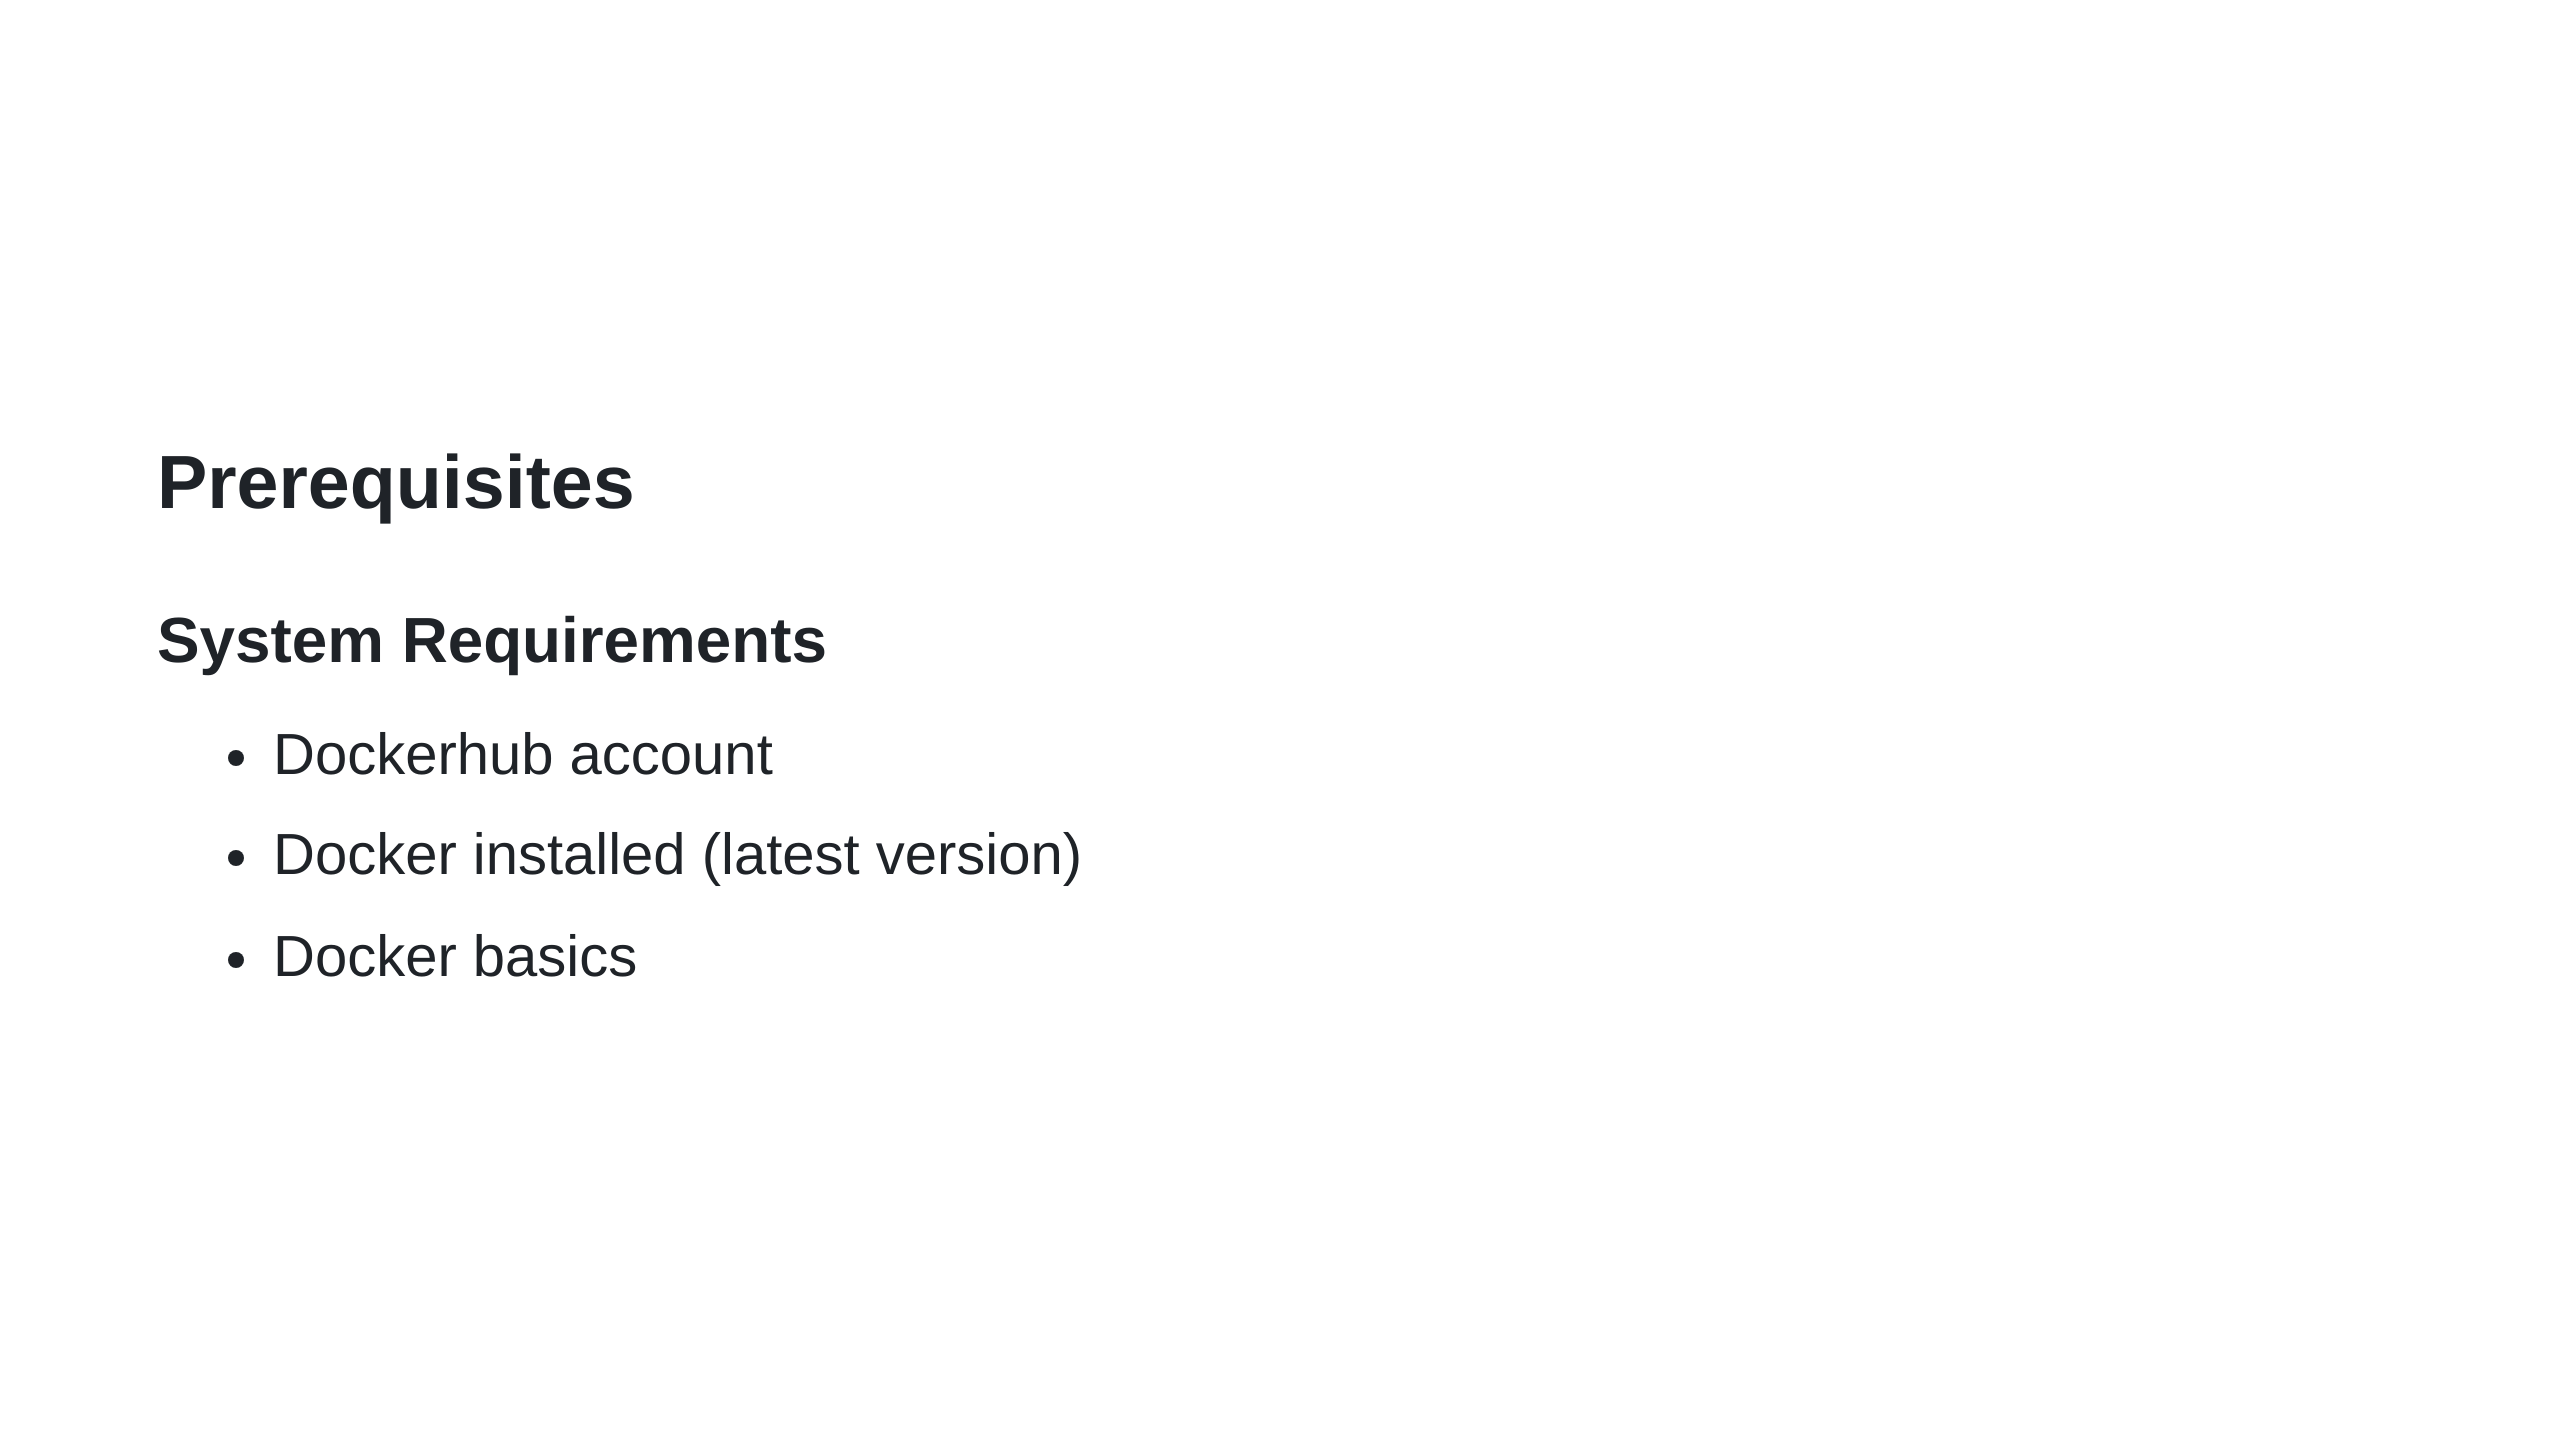 Prerequisites
System Requirements
• Dockerhub account
• Docker installed (latest version)
• Docker basics